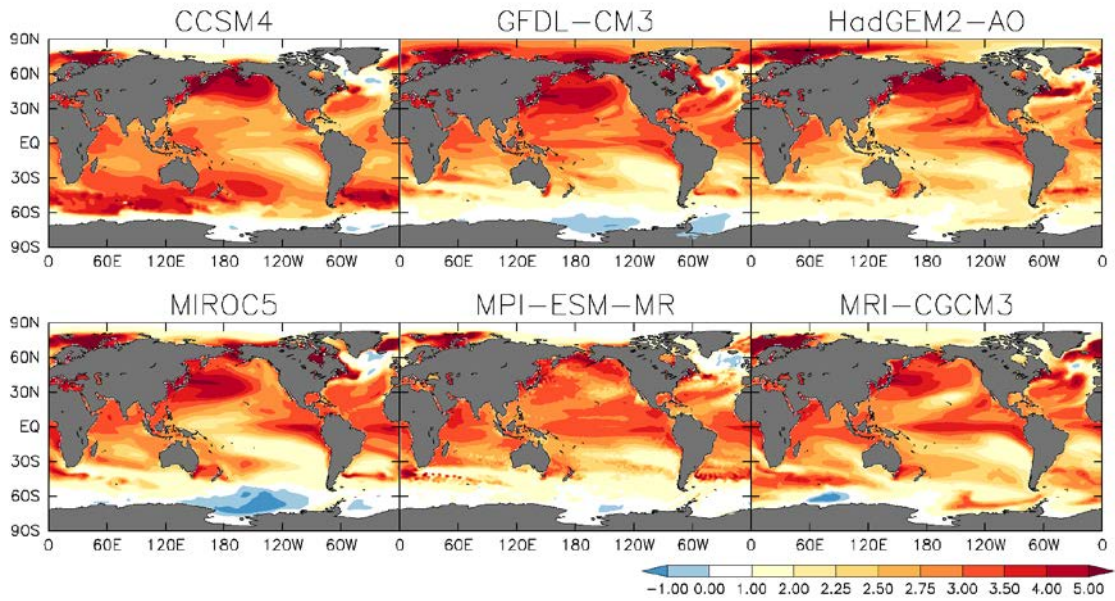 CCSM4 GFDL-CM3 HadGEM2-AO
90N
60N
30N
EQ
30S
60S
90S
0 60E 120E 180 120W 60W 0 60E 120E 180 120W 60W 0 60E 120E 180 120W 60W 0
MIROC5 MPI-ESM-MR MRI-CGCM3
90N
60N
30N
EQ
30S
60S
90S
0 60E 120E 180 120W 60W 0 60E 120E 180 120W 60W 0 60E 120E 180 120W 60W 0
-1.00 0.00 1.00 2.25 2.50 2.75 3.00 3.50 4.00 5.00